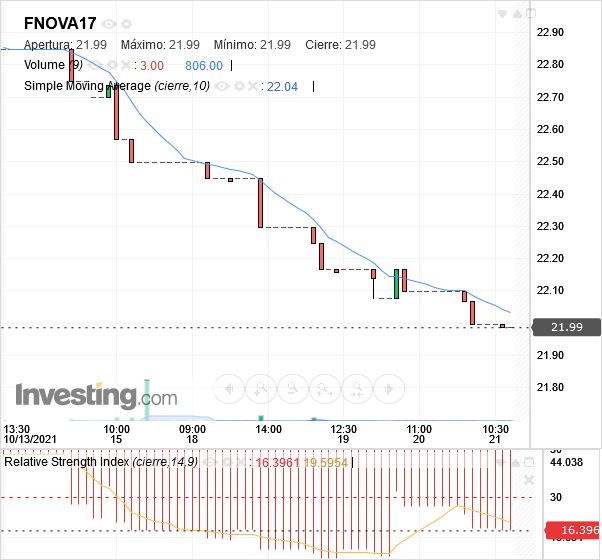 FNOVA17
Apertura: 21.99 Máximo: 21.99 Mínimo: 21.99 Cierre: 21.99
Volume (9) : 3.00 806.00
Simple Moving Average (cierre,10) : 22.04
22.90
22.80
22.70
22.60
22.50
22.40
22.30
22.20
22.10
21.99
21.90
21.80
Investing.com
13:30 10:00 09:00 14:00 12:30 11:00 10:30
10/13/2021 15 18 19 20 21
Relative Strength Index (cierre,14,9) : 16.3961 19.5954
44.038
30
16.396